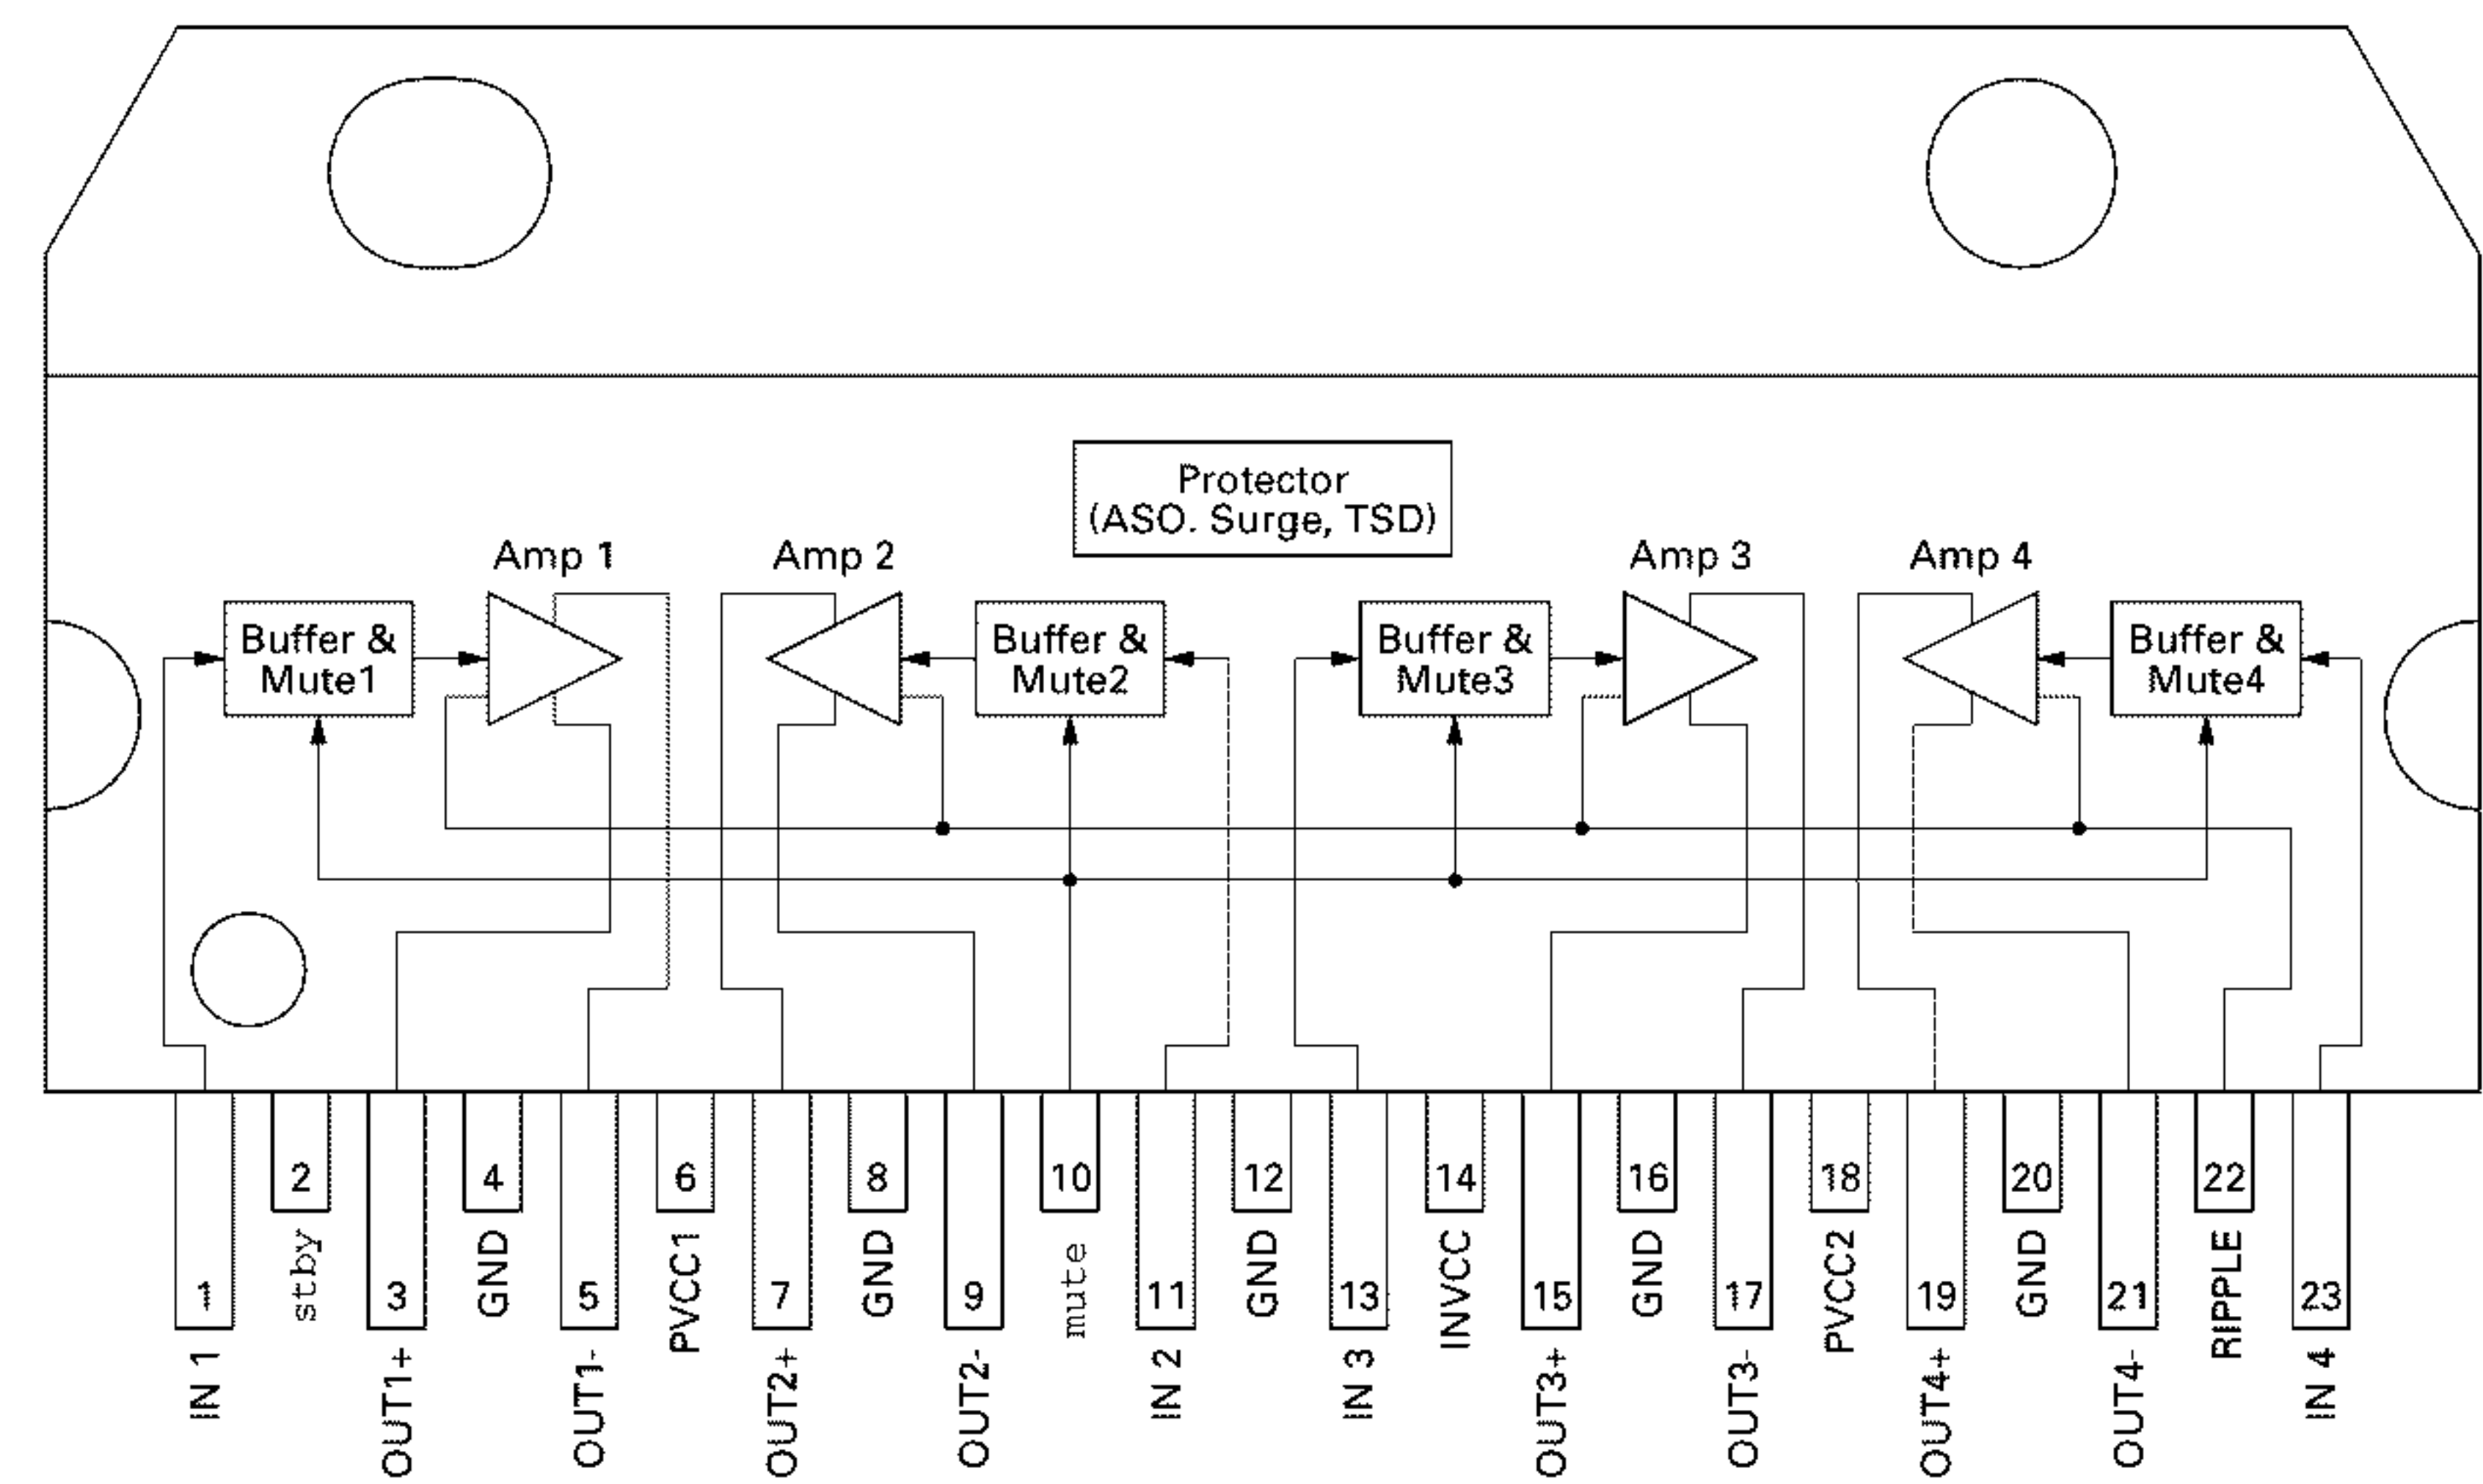 Protector
(ASO. Surge, TSD)
Amp 1
Amp 2
Amp 3
Amp 4
Buffer &
Mute1
Buffer &
Mute2
Buffer &
Mute3
Buffer &
Mute4
1
2
3
4
5
6
7
8
9
10
11
12
13
14
15
16
17
18
19
20
21
22
23
IN 1
stby
OUT1+
GND
OUT1-
PVCC1
OUT2+
GND
OUT2-
mute
IN 2
GND
IN 3
INVCC
OUT3+
GND
OUT3-
PVCC2
OUT4+
GND
OUT4-
RIPPLE
IN 4